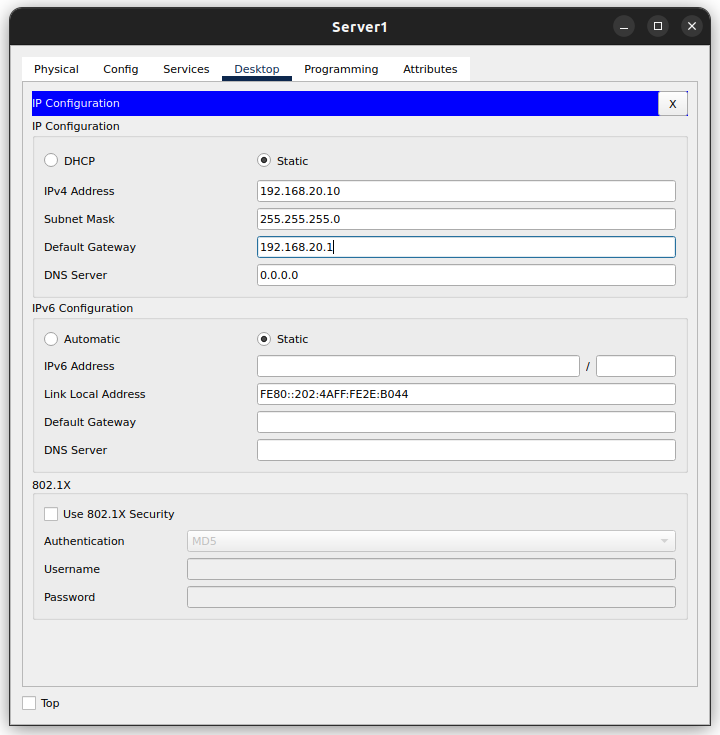 Server1
Physical Config Services Desktop Programming Attributes
IP Configuration X
IP Configuration
DHCP Static
IPv4 Address 192.168.20.10
Subnet Mask 255.255.255.0
Default Gateway 192.168.20.1
DNS Server 0.0.0.0
IPv6 Configuration
Automatic Static
IPv6 Address /
Link Local Address FE80::202:4AFF:FE2E:B044
Default Gateway
DNS Server
802.1X
Use 802.1X Security
Authentication MD5
Username
Password
Top